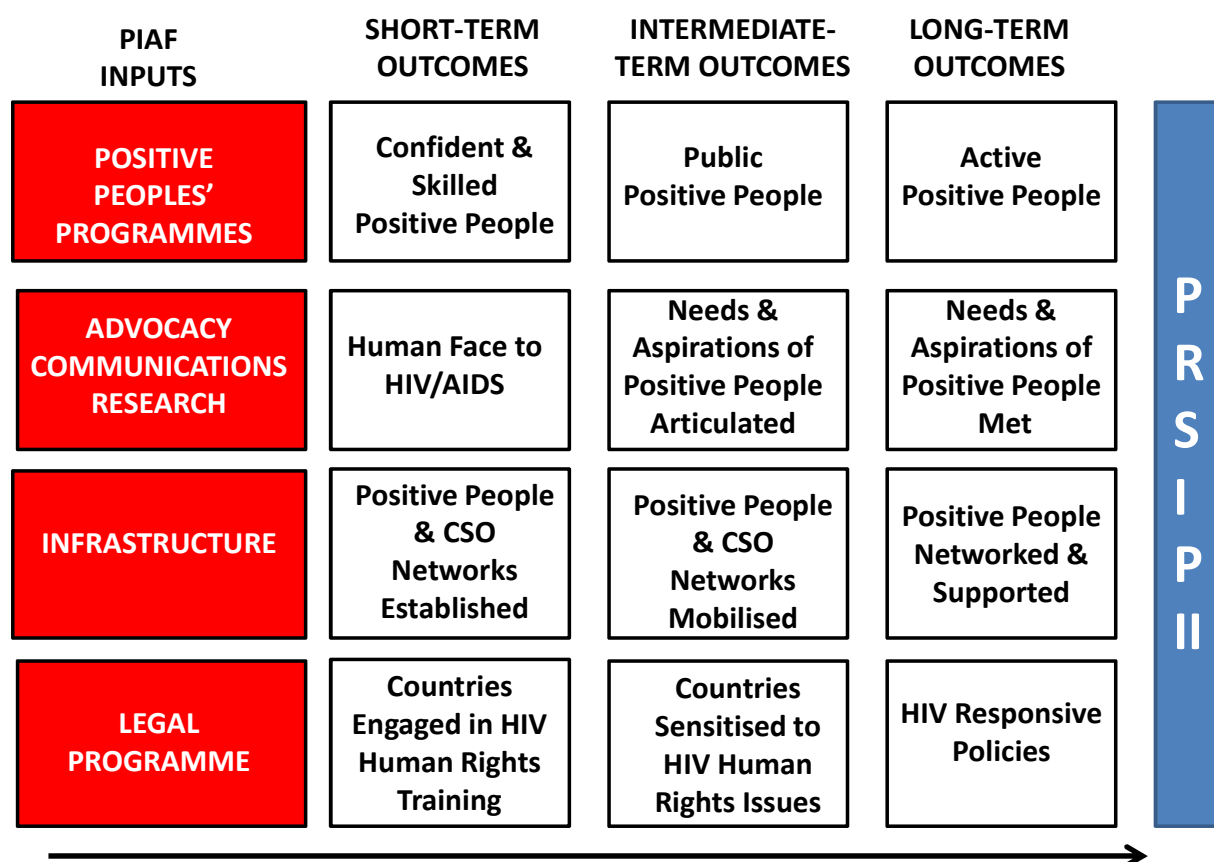 PIAF
INPUTS
SHORT-TERM
OUTCOMES
INTERMEDIATE-
TERM OUTCOMES
LONG-TERM
OUTCOMES
POSITIVE
PEOPLES’
PROGRAMMES
Confident &
Skilled
Positive People
Public
Positive People
Active
Positive People
ADVOCACY
COMMUNICATIONS
RESEARCH
Human Face to
HIV/AIDS
Needs &
Aspirations of
Positive People
Articulated
Needs &
Aspirations of
Positive People
Met
INFRASTRUCTURE
Positive People
& CSO
Networks
Established
Positive People
& CSO
Networks
Mobilised
Positive People
Networked &
Supported
LEGAL
PROGRAMME
Countries
Engaged in HIV
Human Rights
Training
Countries
Sensitised to
HIV Human
Rights Issues
HIV Responsive
Policies
P
R
S
I
P
II